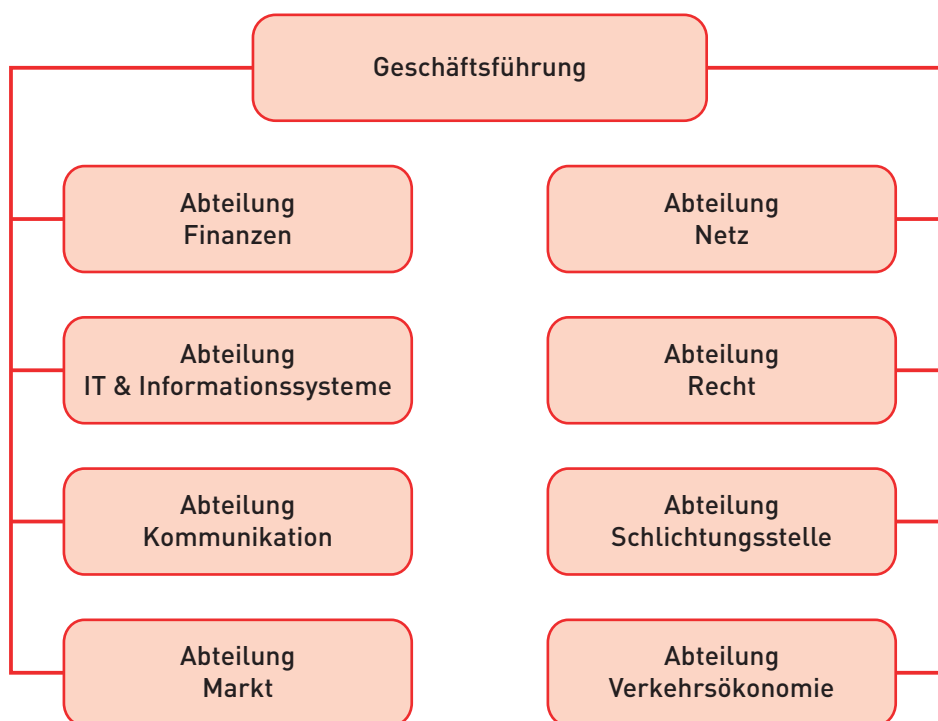 Geschäftsführung
Abteilung
Finanzen
Abteilung
IT & Informationssysteme
Abteilung
Kommunikation
Abteilung
Markt
Abteilung
Netz
Abteilung
Recht
Abteilung
Schlichtungsstelle
Abteilung
Verkehrsökonomie